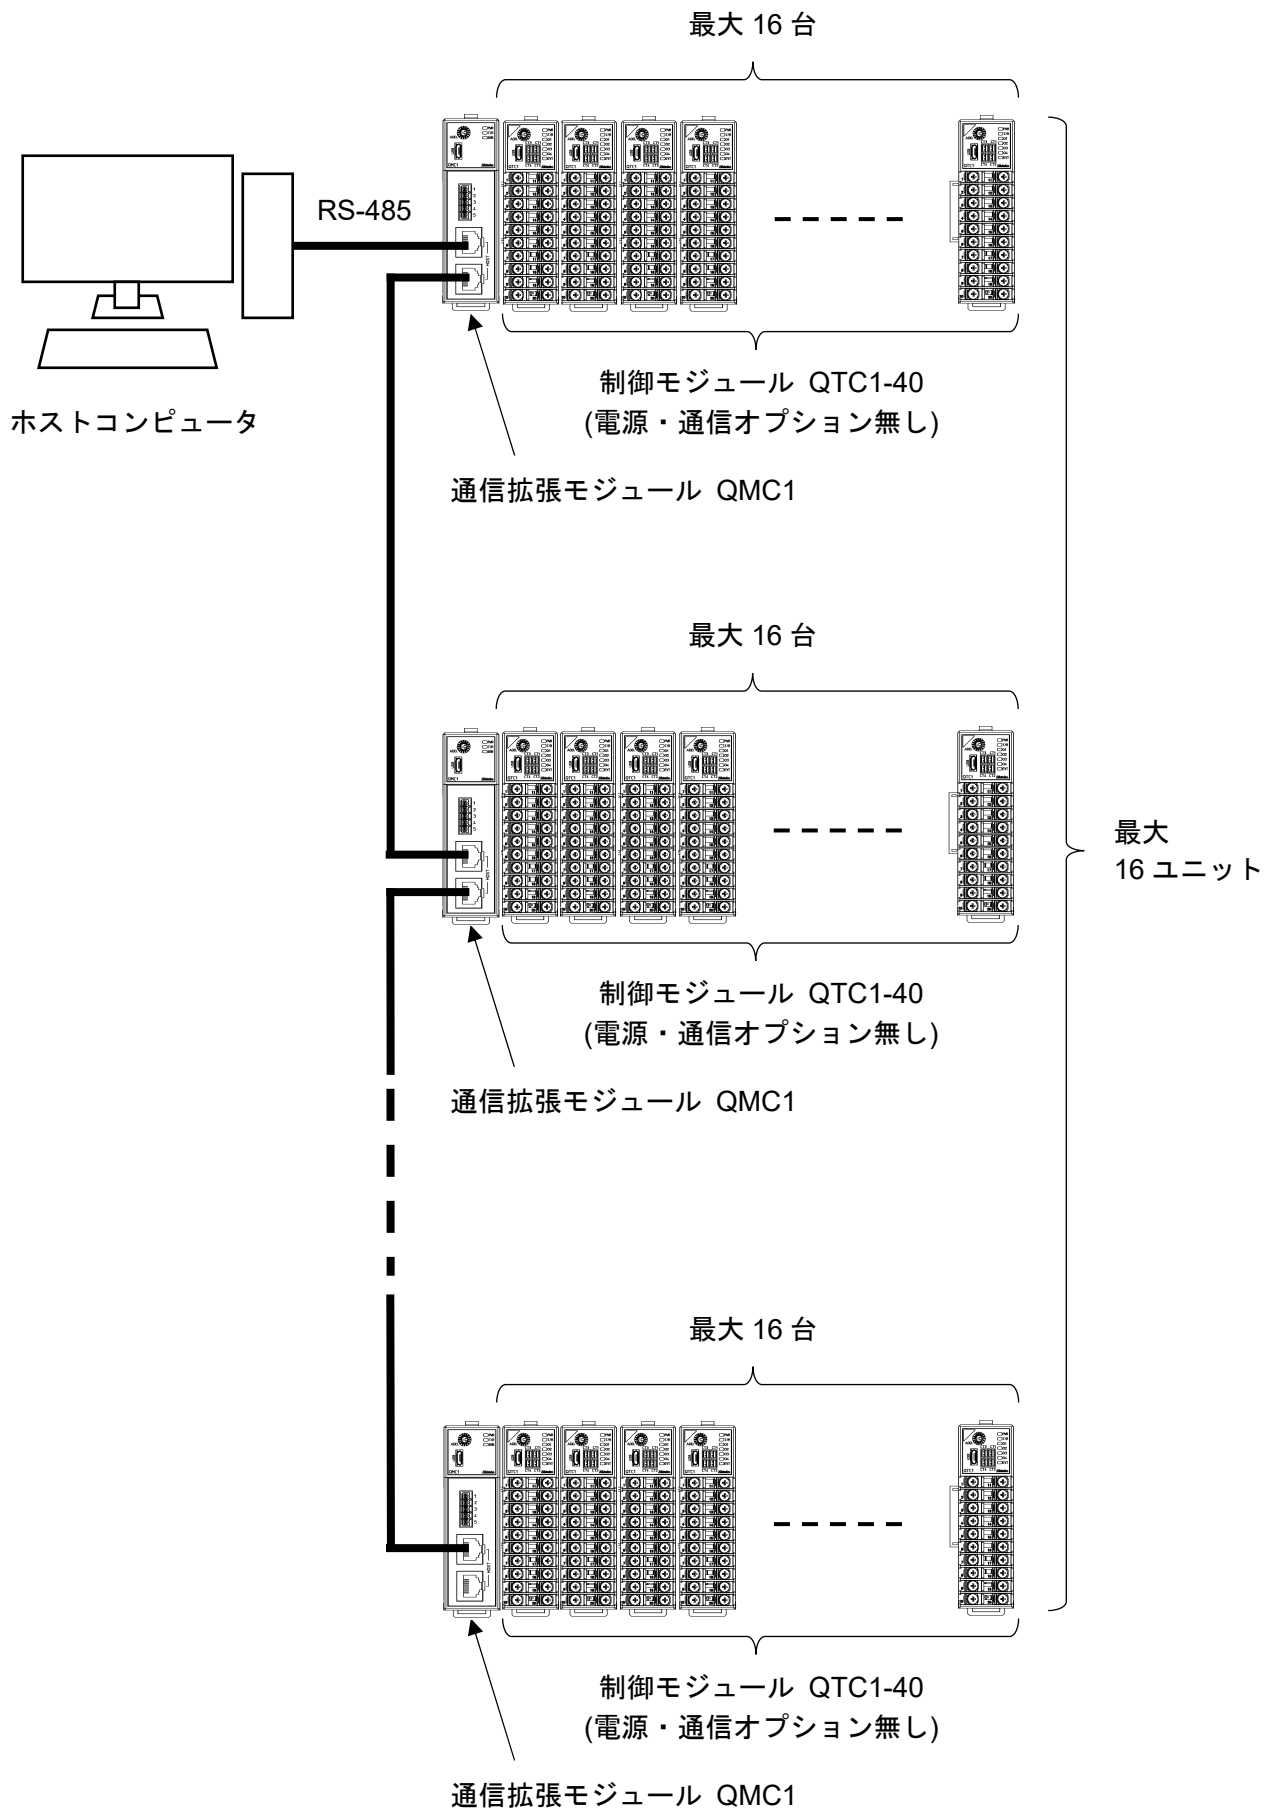 最大 16 台
RS-485
ホストコンピュータ
制御モジュール QTC1-40
(電源・通信オプション無し)
通信拡張モジュール QMC1
最大 16 台
最大
16 ユニット
制御モジュール QTC1-40
(電源・通信オプション無し)
通信拡張モジュール QMC1
最大 16 台
制御モジュール QTC1-40
(電源・通信オプション無し)
通信拡張モジュール QMC1